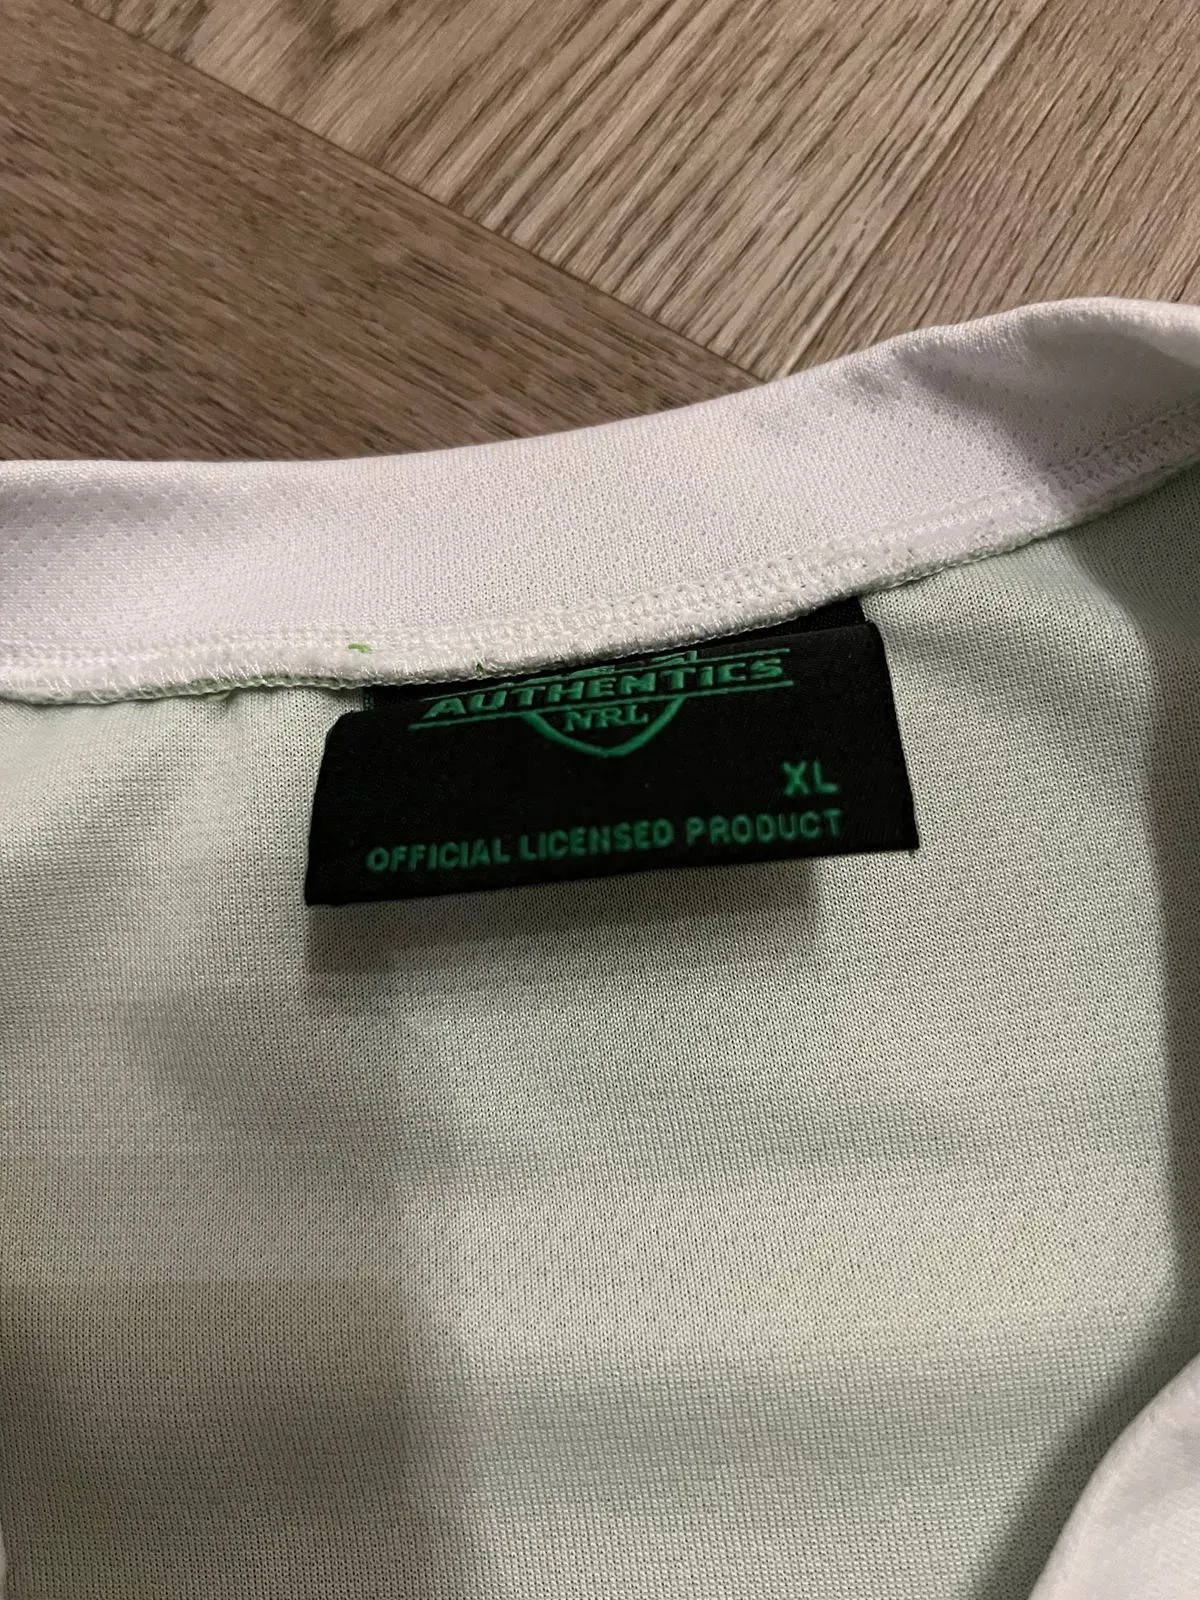 AUTHENTICS
NRL
XL
OFFICIAL LICENSED PRODUCT